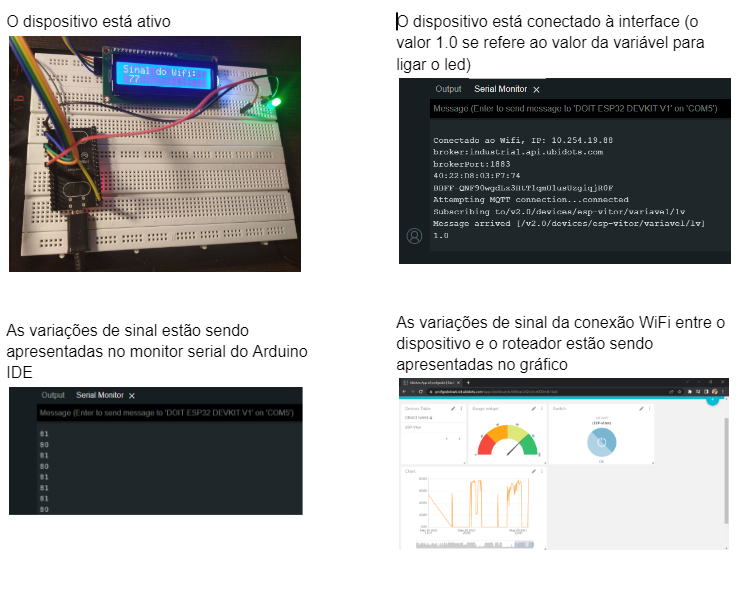 O dispositivo está ativo
Sinal do Wifi:
77
O dispositivo está conectado à interface (o
valor 1.0 se refere ao valor da variável para
ligar o led)
Output Serial Monitor
Message (Enter to send message to 'DOIT ESP32 DEVKIT V1' on 'COM5')
Conectado ao Wifi, IP: 10.254.19.88
broker:industrial.api.ubidots.com
brokerPort:1883
40:22:D8:03:F7:74
Attempting MQTT connection...connected
Subscribing to/v2.0/devices/esp-vitor/variavel/lv
Message arrived [/v2.0/devices/esp-vitor/variavel/lv]
1.0
As variações de sinal estão sendo
apresentadas no monitor serial do Arduino
IDE
Output Serial Monitor
Message (Enter to send message to 'DOIT ESP32 DEVKIT V1' on 'COM5')
81
80
81
80
81
81
81
80
As variações de sinal da conexão WiFi entre o
dispositivo e o roteador estão sendo
apresentadas no gráfico
Devices Table
Switch
Chart